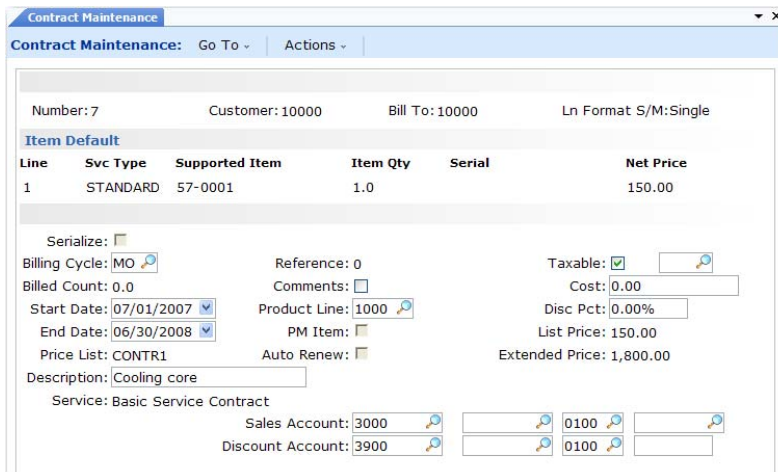 Contract Maintenance
Contract Maintenance: Go To Actions
Number: 7 Customer: 10000 Bill To: 10000 Ln Format S/M:Single
Item Default
Line Svc Type Supported Item Item Qty Serial Net Price
1 STANDARD 57-0001 1.0 150.00
Serialize:
Billing Cycle: MO Reference: 0 Taxable:
Billed Count: 0.0 Comments: Cost: 0.00
Start Date: 07/01/2007 Product Line: 1000 Disc Pct: 0.00%
End Date: 06/30/2008 PM Item: List Price: 150.00
Price List: CONTR1 Auto Renew: Extended Price: 1,800.00
Description: Cooling core
Service: Basic Service Contract
Sales Account: 3000 0100
Discount Account: 3900 0100